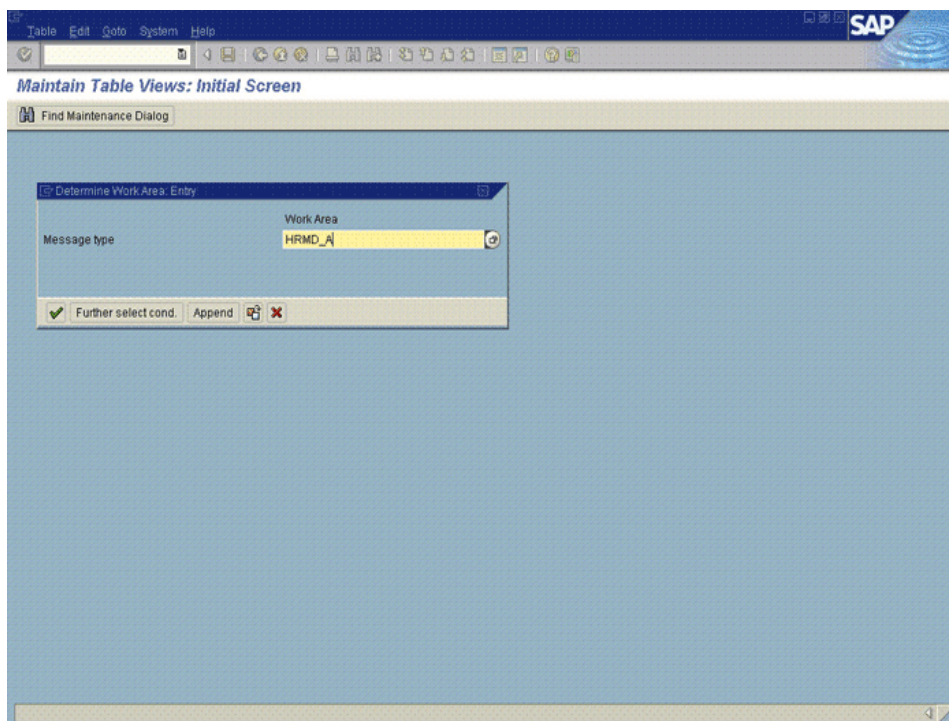 Table Edit Goto System Help
SAP
Maintain Table Views: Initial Screen
Find Maintenance Dialog
Determine Work Area: Entry
Work Area
Message type HRMD_A
Further select cond. Append